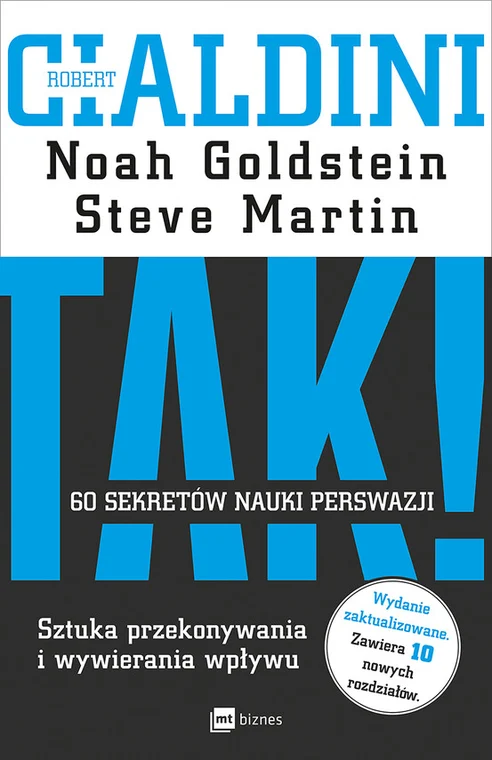 ROBERT
CIALDINI
Noah Goldstein
Steve Martin
TAK!
60 SEKRETÓW NAUKI PERSWAZJI
Sztuka przekonywania
i wywierania wpływu
Wydanie
zaktualizowane.
Zawiera 10
nowych
rozdziałów.
mt biznes